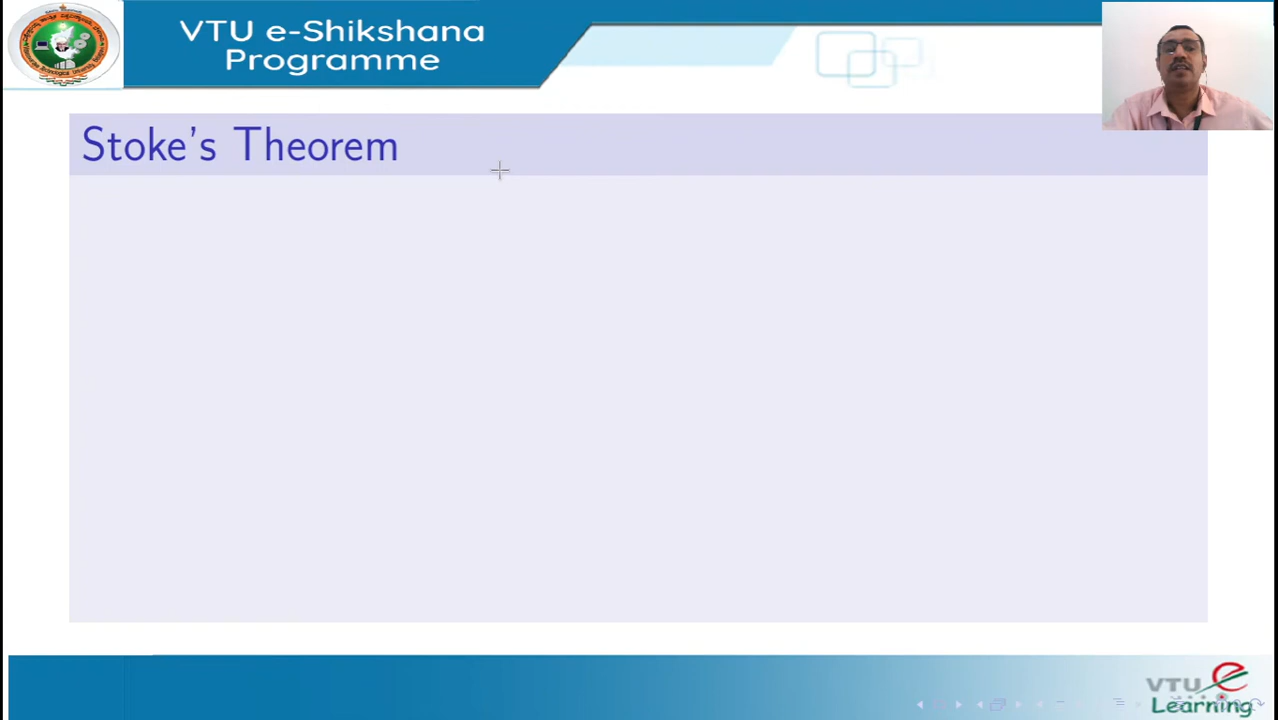 VTU e-Shikshana
Programme
Stoke's Theorem
VTU
Learning